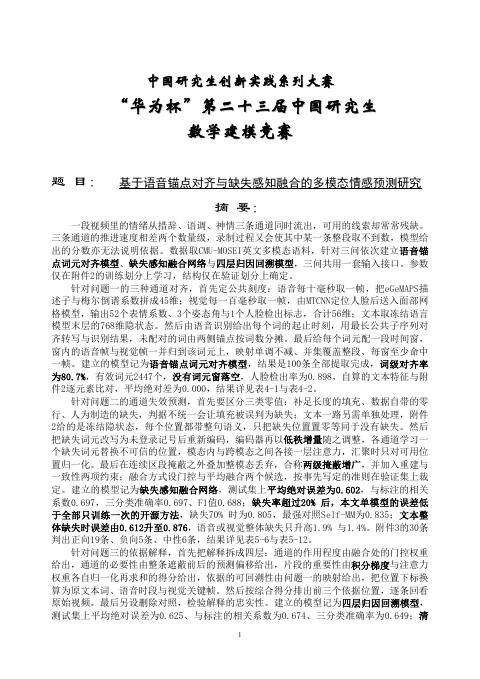 中国研究生创新实践系列大赛
“华为杯”第二十三届中国研究生
数学建模竞赛
题 目： 基于语音锚点对齐与缺失感知融合的多模态情感预测研究
摘 要：
一段视频里的情绪从措辞、语调、神情三条通道同时流出，可用的线索却常常残缺。
三条通道的推进速度相差两个数量级，录制过程又会使其中某一条整段取不到数，模型给
出的分数亦无法说明依据。数据取CMU-MOSEI英文多模态语料，针对三问依次建立语音锚
点词元对齐模型、缺失感知融合网络与四层归因回溯模型，三问共用一套输入接口。参数
仅在附件2的训练划分上学习，结构仅在验证划分上确定。
针对问题一的三种通道对齐，首先定公共刻度：语音每十毫秒取一帧，把eGeMAPS描
述子与梅尔倒谱系数拼成45维；视觉每一百毫秒取一帧，由MTCNN定位人脸后送入面部网
格模型，输出52个表情系数、3个姿态角与1个人脸检出标志，合计56维；文本取冻结语言
模型末层的768维隐状态。然后由语音识别给出每个词的起止时刻，用最长公共子序列对
齐转写与识别结果，未配对的词由两侧锚点按词数分摊。最后给每个词元配一段时间窗，
窗内的语音帧与视觉帧一并归到该词元上，映射单调不减、并集覆盖整段、每窗至少命中
一帧。建立的模型记为语音锚点词元对齐模型，结果是100条全部提取完成，词级对齐率
为80.7%，有效词元2447个，没有词元窗落空，人脸检出率为0.898，自算的文本特征与附
件2逐元素比对，平均绝对差为0.000，结果详见表4-1与表4-2。
针对问题二的通道失效预测，首先要区分三类零值：补足长度的填充、数据自带的零
行、人为制造的缺失，判据不统一会让填充被误判为缺失；文本一路另需单独处理，附件
2给的是冻结隐状态，每个位置都带整句语义，只把缺失位置置零等同于没有缺失。然后
把缺失词元改写为未登录记号后重新编码，编码器再以低秩增量随之调整，各通道学习一
个缺失词元替换不可信的位置，模态内与跨模态之间各接一层注意力，汇聚时只对可用位
置归一化。最后在连续区段掩蔽之外叠加整模态丢弃，合称两级掩蔽增广，并加入重建与
一致性两项约束；融合方式设门控与平均融合两个候选，按事先写定的准则在验证集上裁
定。建立的模型记为缺失感知融合网络，测试集上平均绝对误差为0.602，与标注的相关
系数0.697，三分类准确率0.697、F1值0.688；缺失率超过20% 后，本文单模型的误差低
于全部只训练一次的开源方法，缺失70% 时为0.805，最强对照Self-MM为0.835；文本整
体缺失时误差由0.612升至0.876，语音或视觉整体缺失只升高1.9% 与1.4%。附件3的30条
判出正向19条、负向5条、中性6条，结果详见表5-6与表5-12。
针对问题三的依据解释，首先把解释拆成四层：通道的作用程度由融合处的门控权重
给出，通道的必要性由整条遮蔽前后的预测偏移给出，片段的重要性由积分梯度与注意力
权重各自归一化再求和的得分给出，依据的可回溯性由问题一的映射给出，把位置下标换
算为原文本词、语音时段与视觉关键帧。然后按综合得分排出前三个依据位置，逐条回看
原始视频。最后另设删除对照，检验解释的忠实性。建立的模型记为四层归因回溯模型，
测试集上平均绝对误差为0.625、与标注的相关系数为0.674、三分类准确率为0.649；清
1